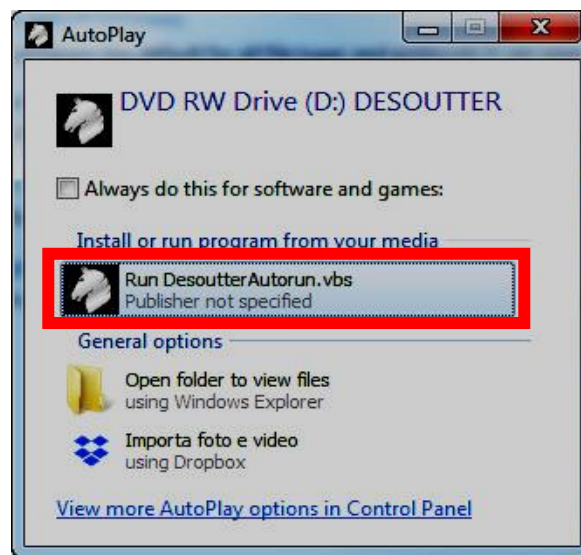 AutoPlay
DVD RW Drive (D:) DESOUTTER
Always do this for software and games:
Install or run program from your media
Run DesoutterAutorun.vbs
Publisher not specified
General options
Open folder to view files
using Windows Explorer
Importa foto e video
using Dropbox
View more AutoPlay options in Control Panel